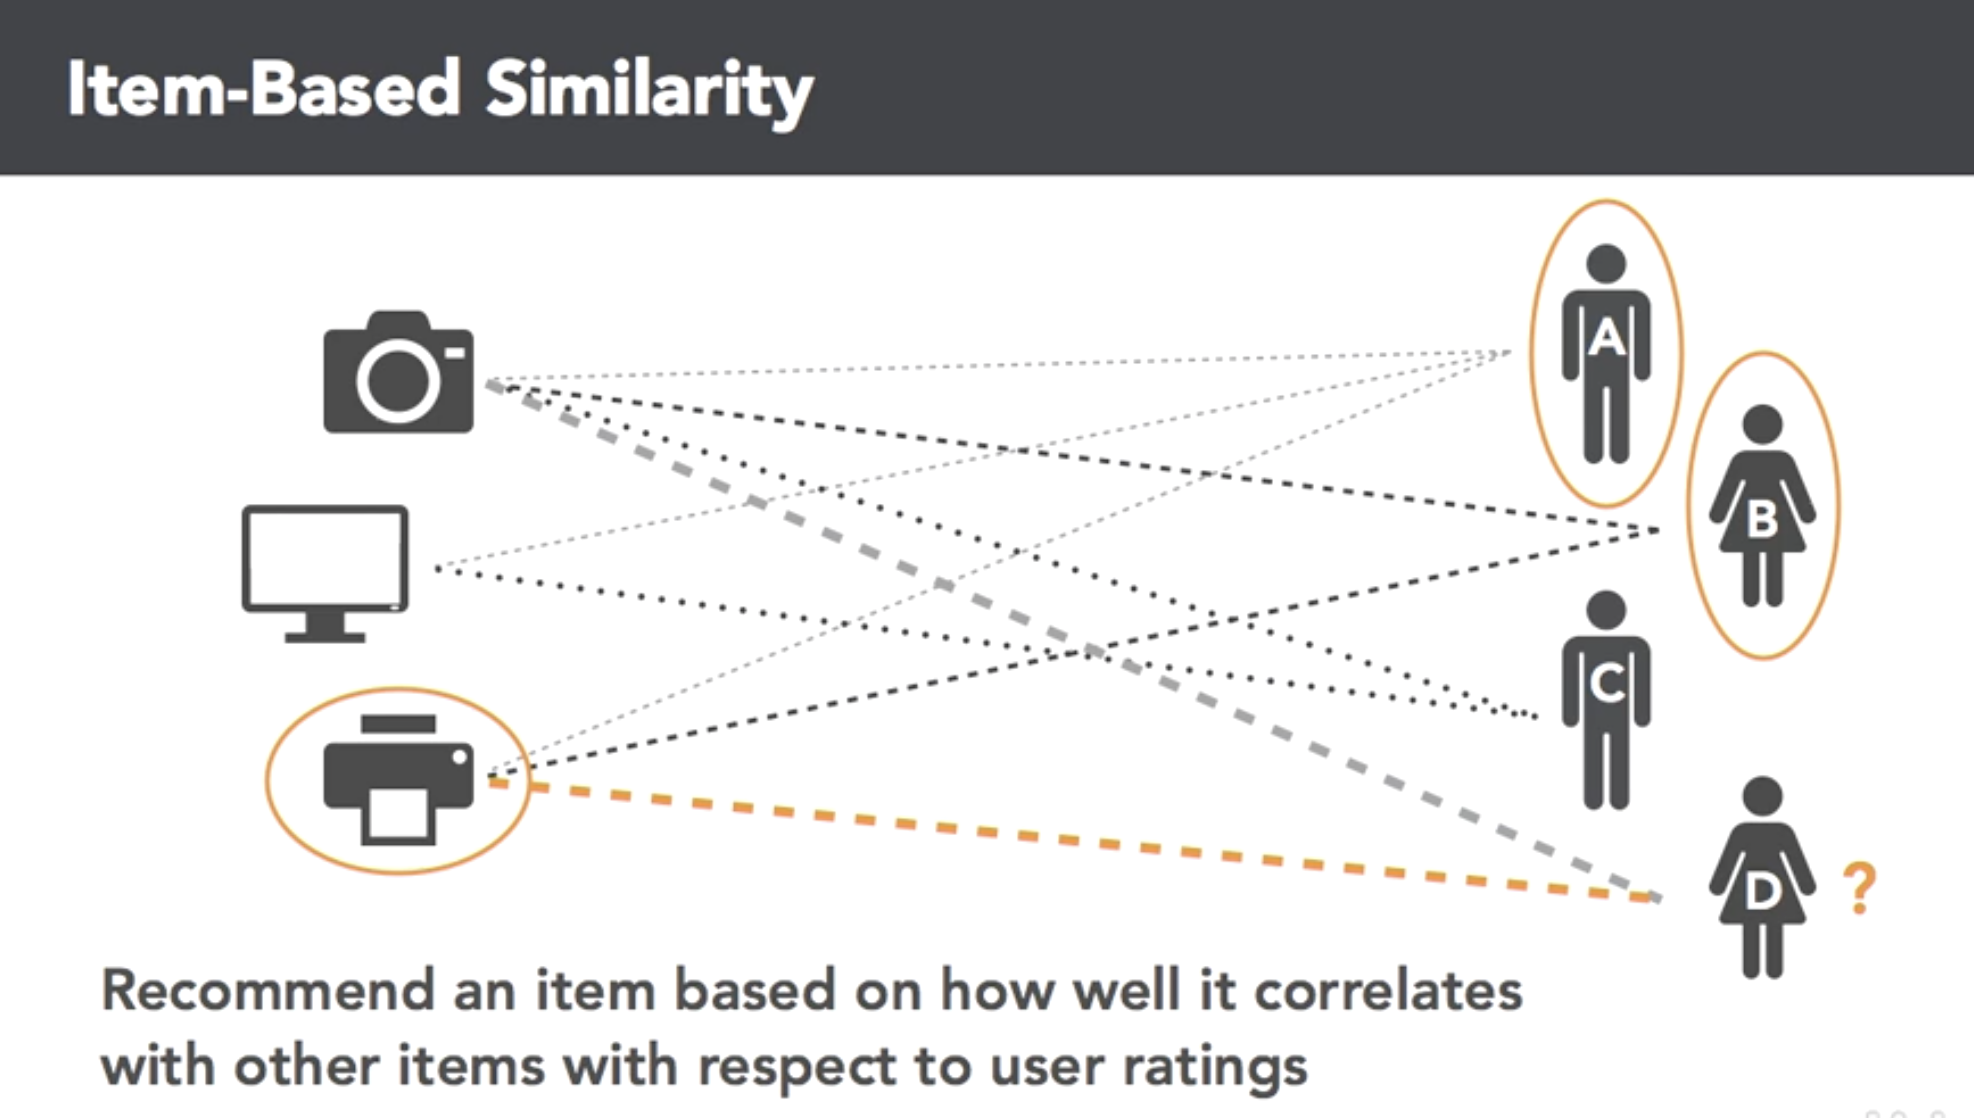 Item-Based Similarity
A
B
C
D ?
Recommend an item based on how well it correlates
with other items with respect to user ratings